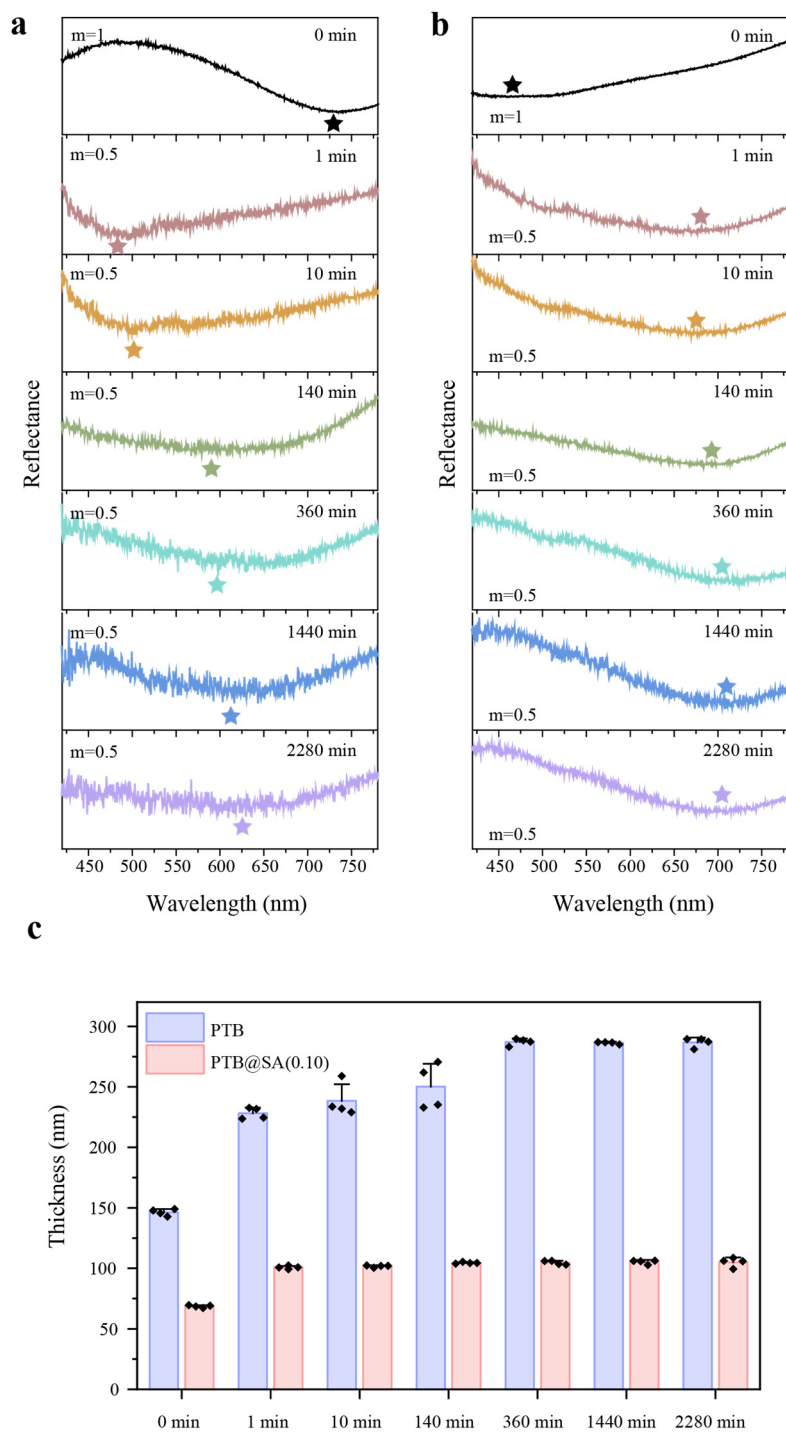 a
m=1 0 min
m=0.5 1 min
m=0.5 10 min
m=0.5 140 min
m=0.5 360 min
m=0.5 1440 min
m=0.5 2280 min
Reflectance
450 500 550 600 650 700 750
Wavelength (nm)
b
0 min
m=1
1 min
m=0.5
10 min
m=0.5
140 min
m=0.5
360 min
m=0.5
1440 min
m=0.5
2280 min
m=0.5
Reflectance
450 500 550 600 650 700 750
Wavelength (nm)
c
PTB
PTB@SA(0.10)
Thickness (nm)
300
250
200
150
100
50
0
0 min 1 min 10 min 140 min 360 min 1440 min 2280 min